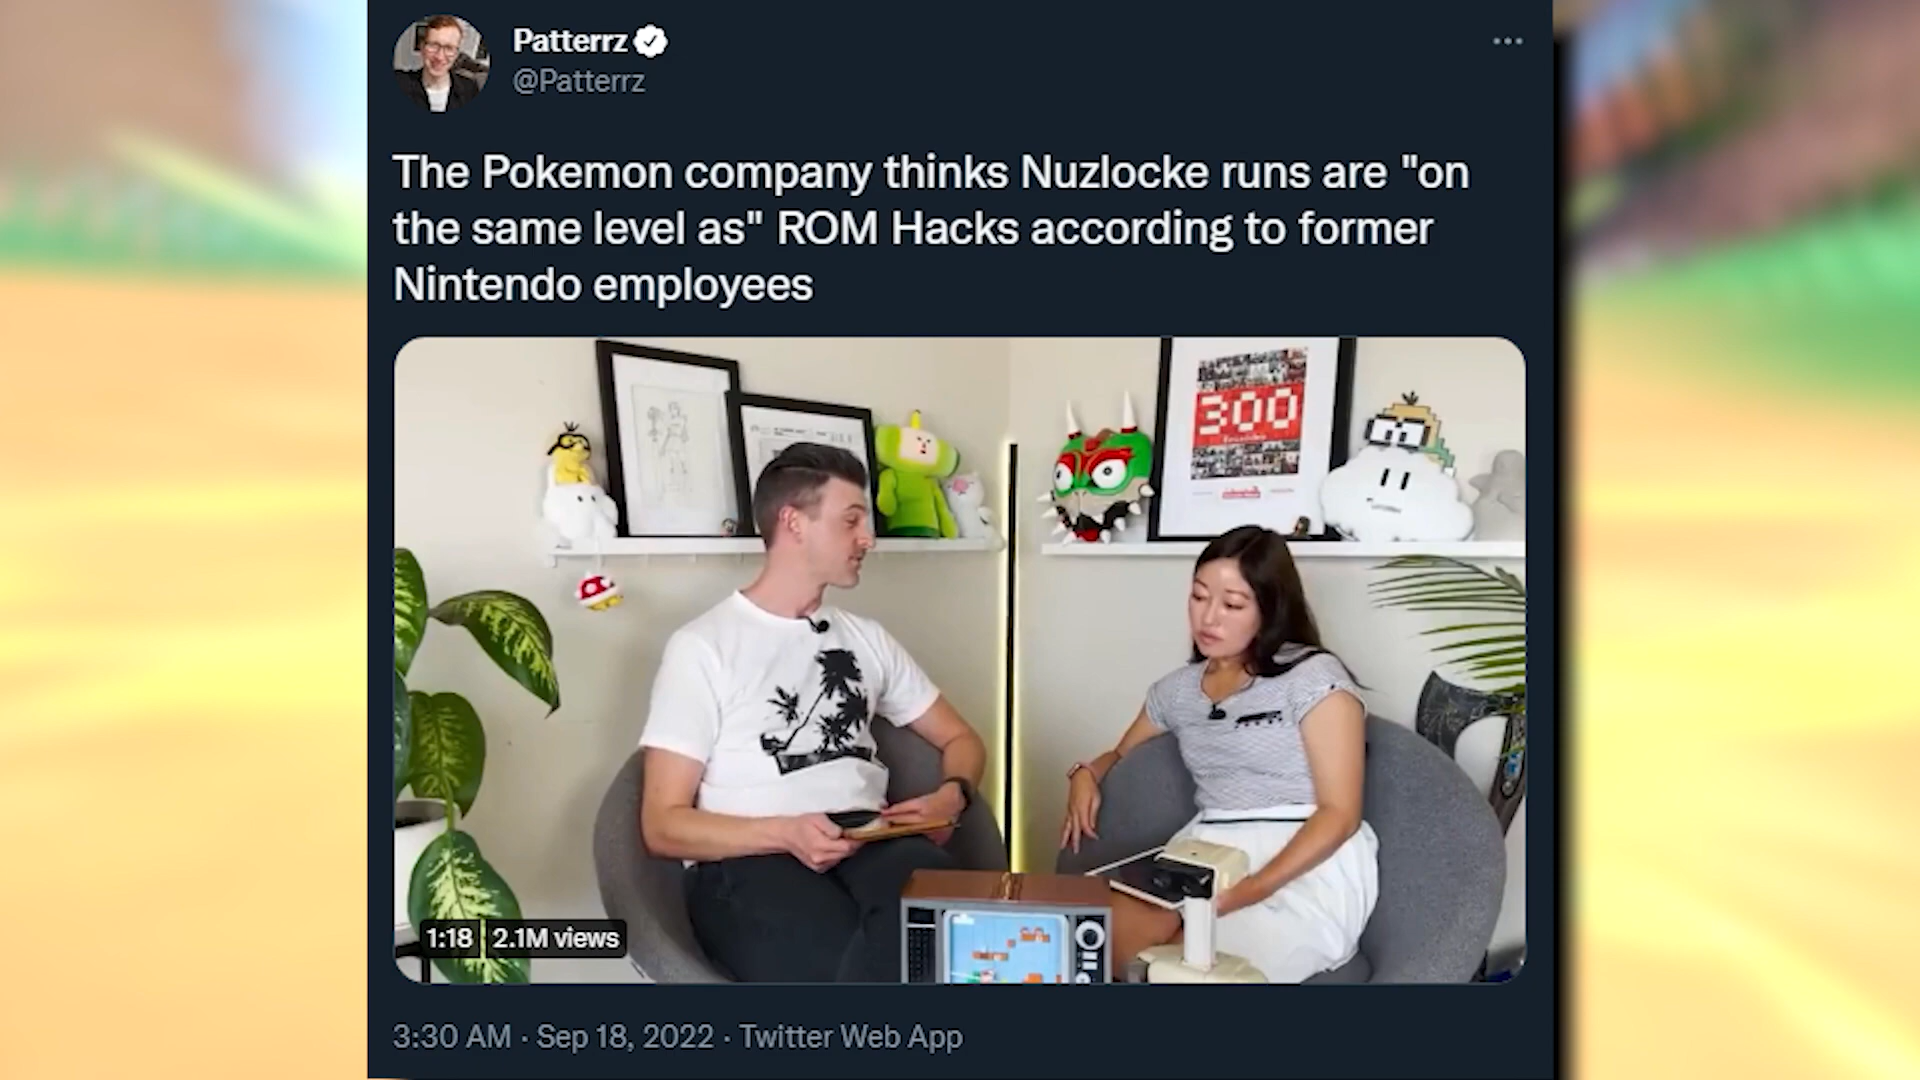 Patterrz
@Patterrz
The Pokemon company thinks Nuzlocke runs are "on
the same level as" ROM Hacks according to former
Nintendo employees
300
1:18
2.1M views
3:30 AM · Sep 18, 2022 · Twitter Web App